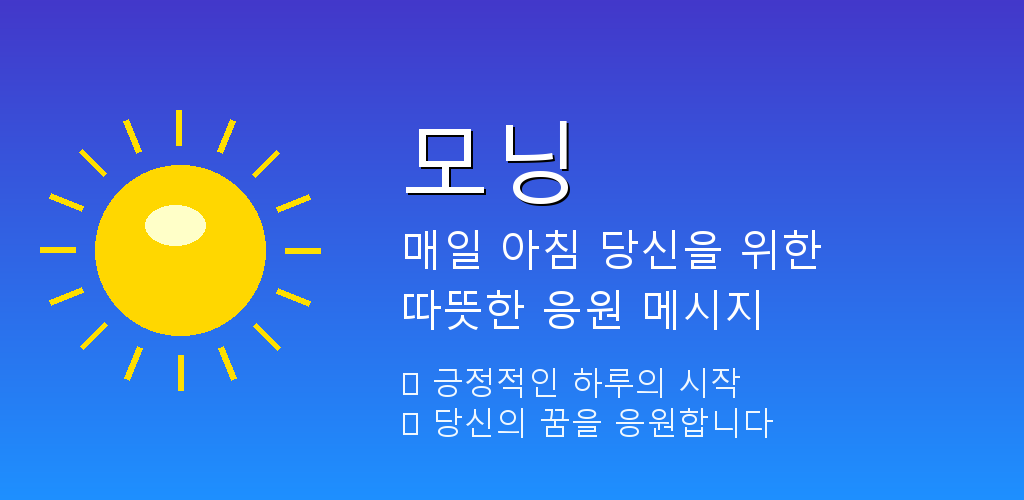 모닝
매일 아침 당신을 위한
따뜻한 응원 메시지
긍정적인 하루의 시작
당신의 꿈을 응원합니다